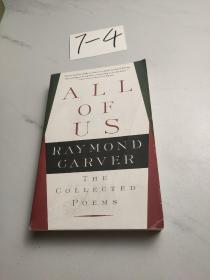 7-4
ALL
OF
US
RAYMOND
CARVER
THE
COLLECTED
POEMS